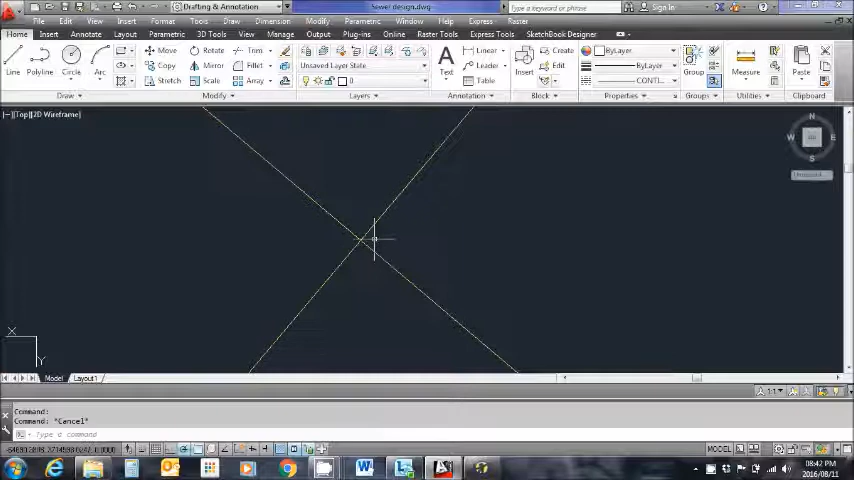 Drafting & Annotation
Sewer design.dwg
Type a keyword or phrase
Sign In
File Edit View Insert Format Tools Draw Dimension Modify Parametric Window Help Express Raster
Home Insert Annotate Layout Parametric 3D Tools View Manage Output Plug-ins Online Raster Tools Express Tools SketchBook Designer
Line Polyline Circle Arc
Move Rotate Trim
Copy Mirror Fillet
Stretch Scale Array
Unsaved Layer State
0
Text
Linear
Leader
Table
Insert
Create
Edit
ByLayer
ByLayer
CONTI...
Group
Measure
Paste
Draw Modify Layers Annotation Block Properties Groups Utilities Clipboard
[−][Top][2D Wireframe]
N
W E
S
X
Y
Model Layout1
1:1
Command:
Command: *Cancel*
Type a command
MODEL
08:42 PM
2016/08/11